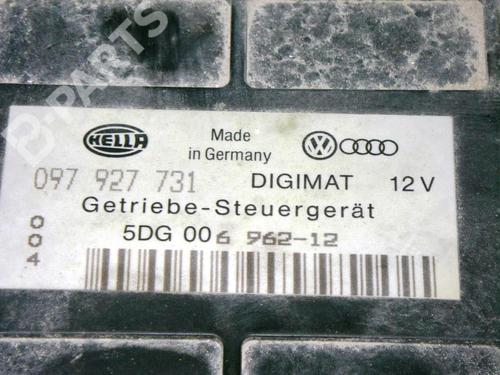 B-PARTS
HELLA
Made
in Germany
097 927 731 DIGIMAT 12 V
Getriebe-Steuergerät
5DG 006 962-12
004